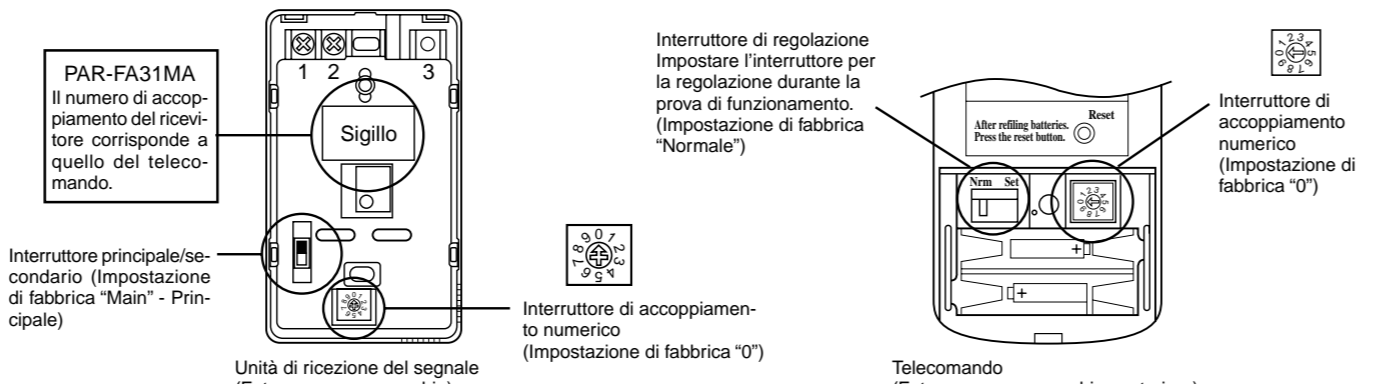 PAR-FA31MA
Il numero di accop-
piamento del ricevi-
tore corrisponde a
quello del teleco-
mando.
1 2 3
Sigillo
Interruttore principale/se-
condario (Impostazione
di fabbrica “Main” - Prin-
cipale)
Interruttore di accoppiamen-
to numerico
(Impostazione di fabbrica “0”)
Unità di ricezione del segnale
Interruttore di regolazione
Impostare l'interruttore per
la regolazione durante la
prova di funzionamento.
(Impostazione di fabbrica
“Normale”)
After refiling batteries.
Press the reset button.
Reset
Nrm Set
Interruttore di
accoppiamento
numerico
(Impostazione di
fabbrica “0”)
Telecomando